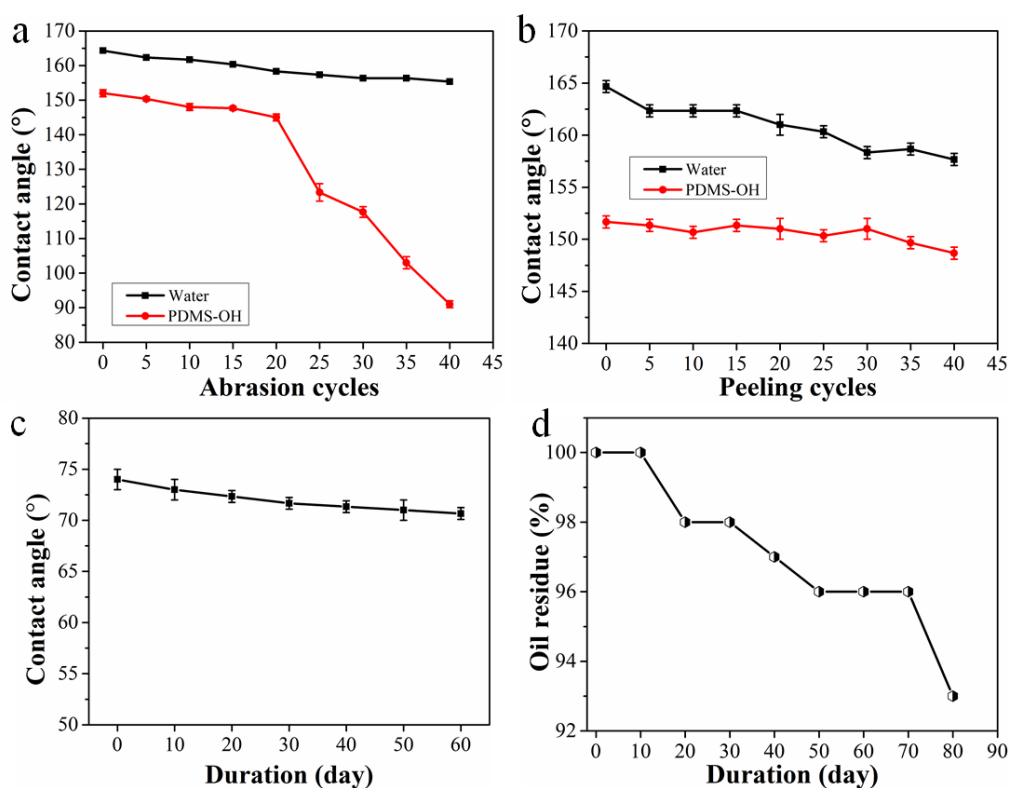 a
170
160
150
140
130
120
110
100
90
80
Contact angle (°)
Water
PDMS-OH
0 5 10 15 20 25 30 35 40 45
Abrasion cycles
b
165
160
155
150
145
140
Contact angle (°)
Water
PDMS-OH
0 5 10 15 20 25 30 35 40 45
Peeling cycles
c
80
75
70
65
60
55
50
Contact angle (°)
0 10 20 30 40 50 60
Duration (day)
d
100
98
96
94
92
Oil residue (%)
0 10 20 30 40 50 60 70 80 90
Duration (day)